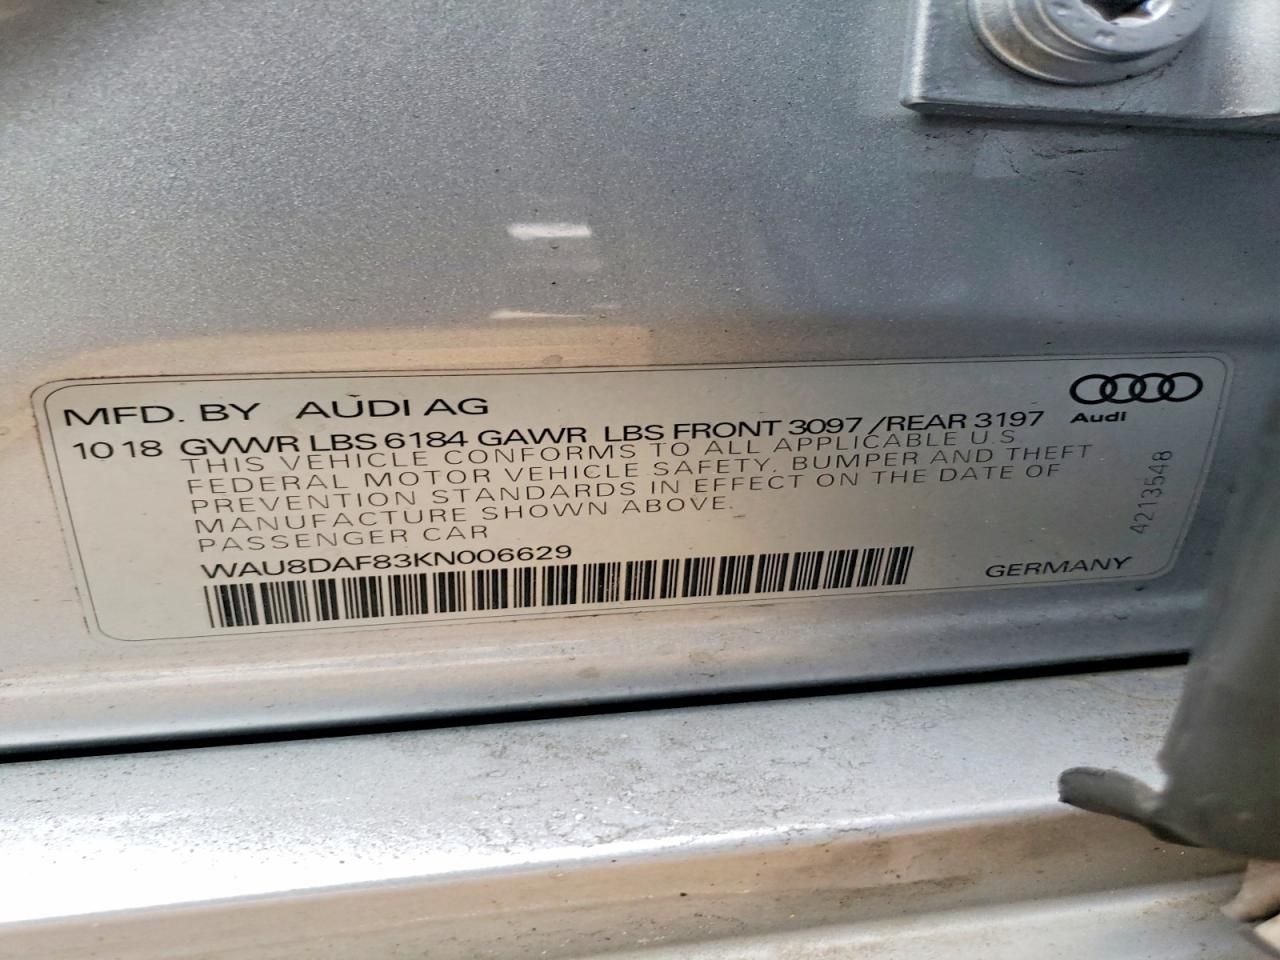 MFD. BY AUDI AG
Audi
10 18 GVWR LBS 6184 GAWR LBS FRONT 3097 /REAR 3197
THIS VEHICLE CONFORMS TO ALL APPLICABLE U.S
FEDERAL MOTOR VEHICLE SAFETY, BUMPER AND THEFT
PREVENTION STANDARDS IN EFFECT ON THE DATE OF
MANUFACTURE SHOWN ABOVE.
PASSENGER CAR
WAU8DAF83KN006629
GERMANY
4213548